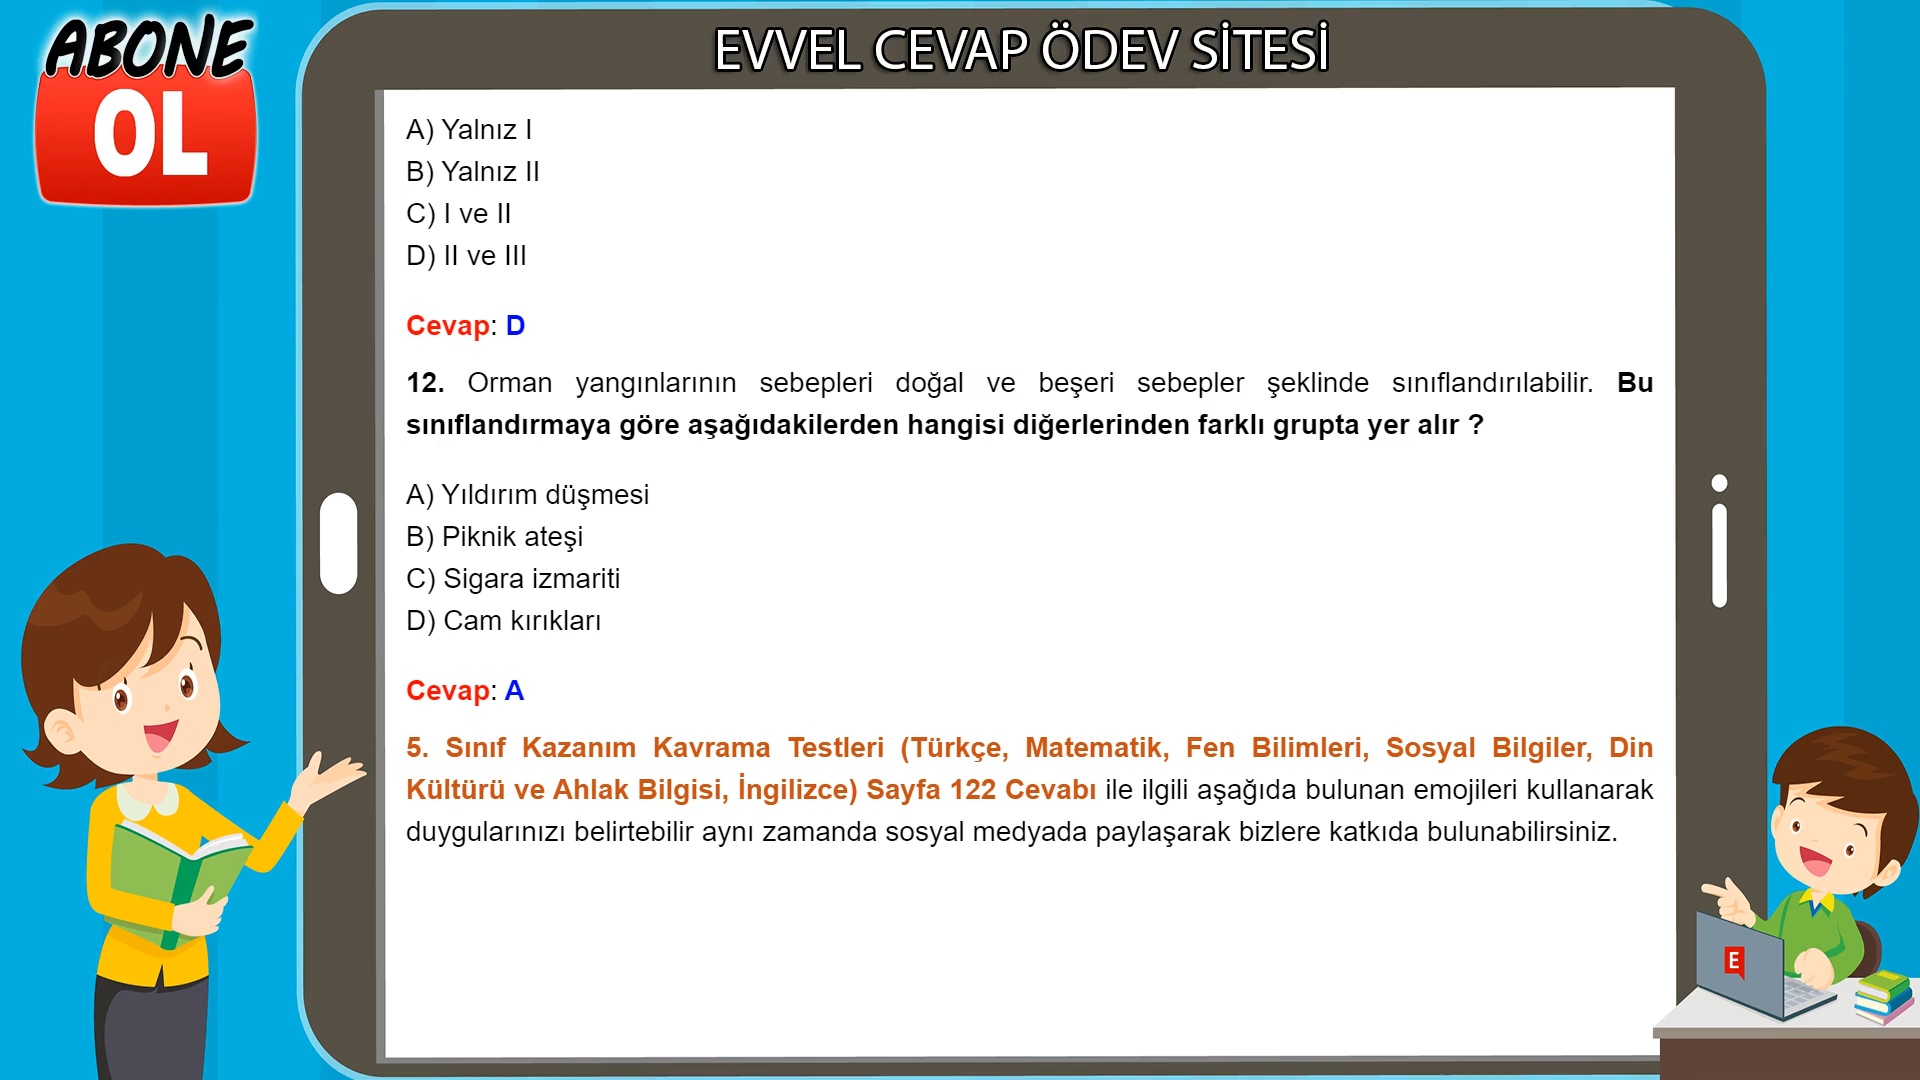 ABONE
OL
EVVEL CEVAP ÖDEV SİTESİ
A) Yalnız I
B) Yalnız II
C) I ve II
D) II ve III
Cevap: D
12. Orman yangınlarının sebepleri doğal ve beşeri sebepler şeklinde sınıflandırılabilir. Bu
sınıflandırmaya göre aşağıdakilerden hangisi diğerlerinden farklı grupta yer alır ?
A) Yıldırım düşmesi
B) Piknik ateşi
C) Sigara izmariti
D) Cam kırıkları
Cevap: A
5. Sınıf Kazanım Kavrama Testleri (Türkçe, Matematik, Fen Bilimleri, Sosyal Bilgiler, Din
Kültürü ve Ahlak Bilgisi, İngilizce) Sayfa 122 Cevabı ile ilgili aşağıda bulunan emojileri kullanarak
duygularınızı belirtebilir aynı zamanda sosyal medyada paylaşarak bizlere katkıda bulunabilirsiniz.
E